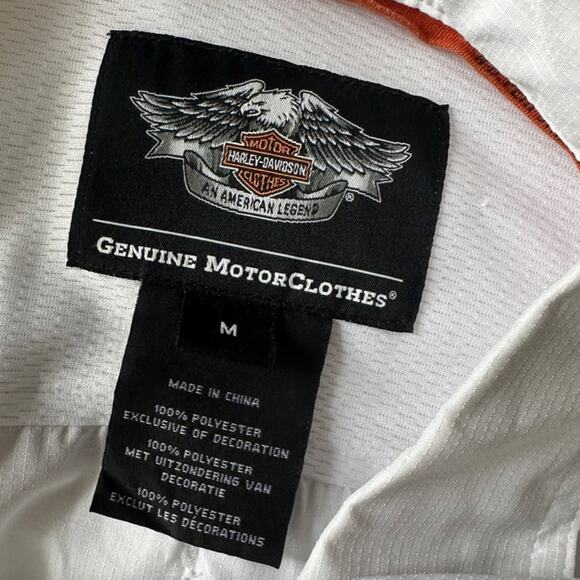 MOTOR
HARLEY-DAVIDSON
CLOTHES
AN AMERICAN LEGEND
®
GENUINE MOTORCLOTHES®
M
MADE IN CHINA
100% POLYESTER
EXCLUSIVE OF DECORATION
100% POLYESTER
MET UITZONDERING VAN
DECORATIE
100% POLYESTER
EXCLUT LES DÉCORATIONS